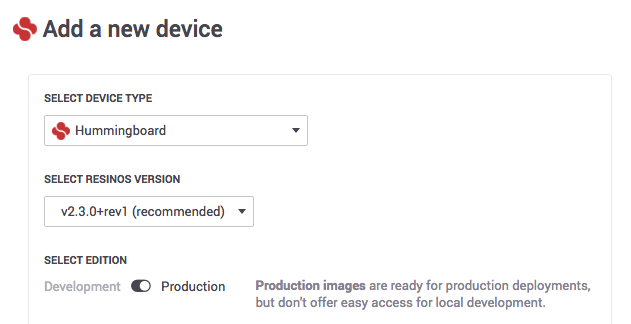 Add a new device
SELECT DEVICE TYPE
Hummingboard
SELECT RESINOS VERSION
v2.3.0+rev1 (recommended)
SELECT EDITION
Development Production
Production images are ready for production deployments,
but don't offer easy access for local development.